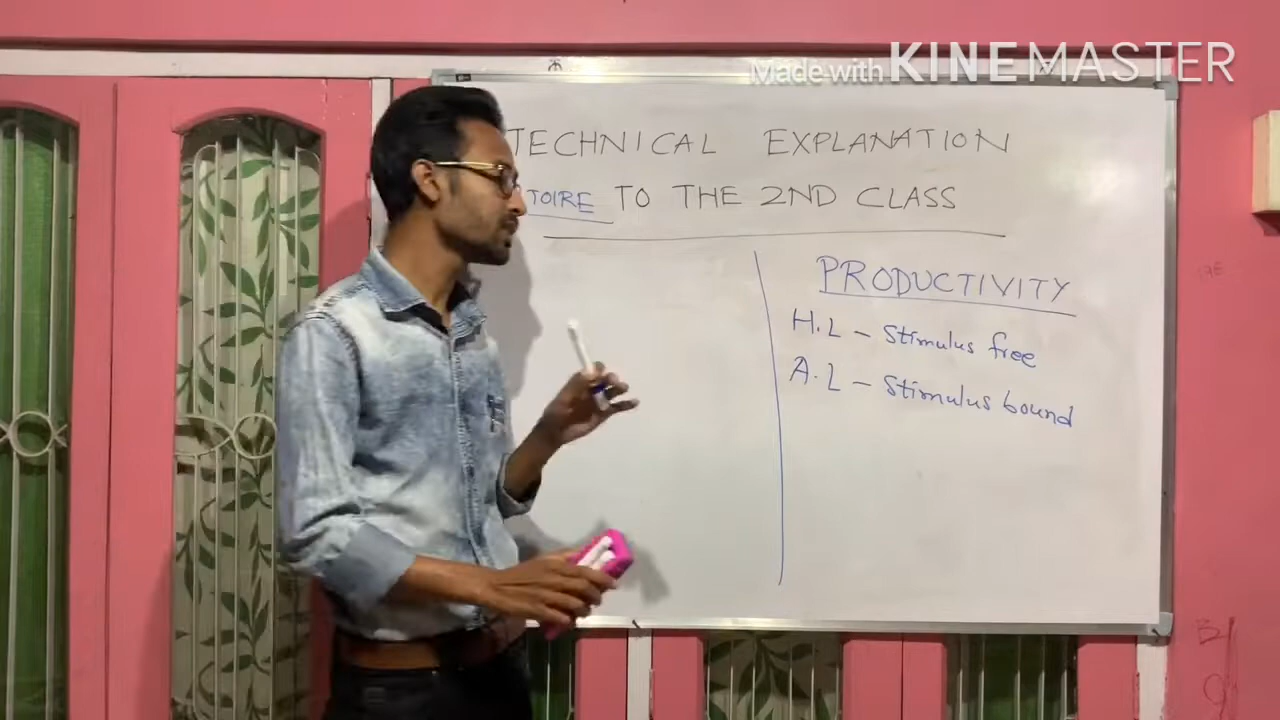 Made with KINEMASTER
TECHNICAL EXPLANATION
TOIRE TO THE 2ND CLASS
PRODUCTIVITY
H.L - Stimulus free
A.L - Stimulus bound